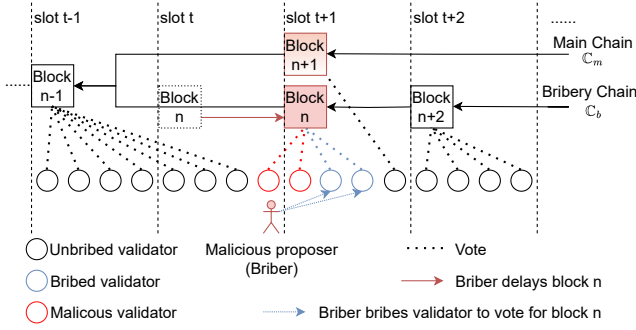 slot t-1
slot t
slot t+1
slot t+2
......
Block
n+1
Main Chain
ℂm
Block
n-1
Block
n
Block
n
Block
n+2
Bribery Chain
ℂb
Unbribed validator
Malicious proposer
(Briber)
Vote
Bribed validator
Briber delays block n
Malicous validator
Briber bribes validator to vote for block n